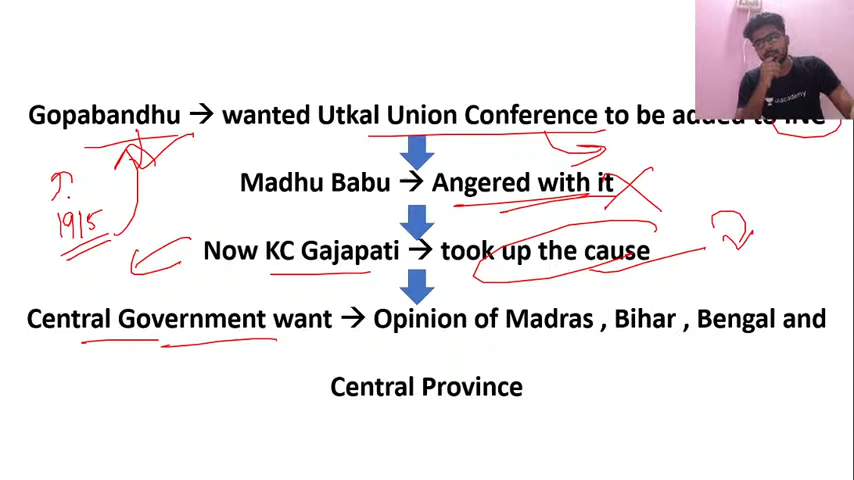 Gopabandhu → wanted Utkal Union Conference to be added to
Madhu Babu → Angered with it
1915
Now KC Gajapati → took up the cause
Central Government want → Opinion of Madras , Bihar , Bengal and
Central Province